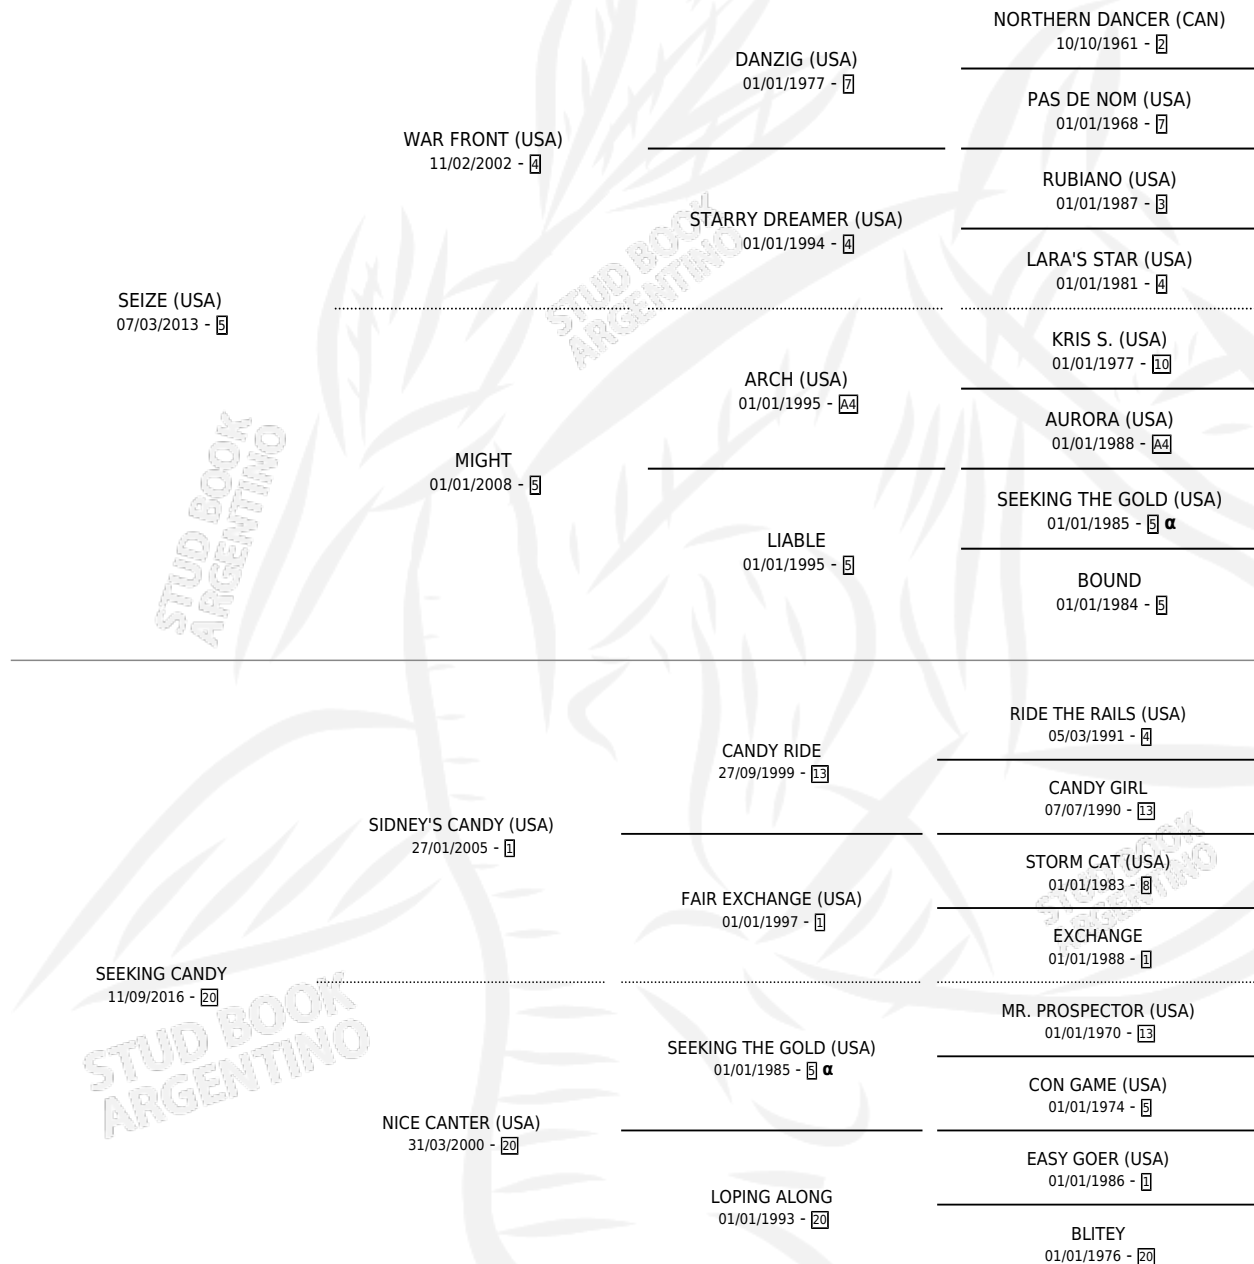 NORTHERN DANCER (CAN)
10/10/1961 - 2
DANZIG (USA)
01/01/1977 - 7
PAS DE NOM (USA)
01/01/1968 - 7
WAR FRONT (USA)
11/02/2002 - 4
RUBIANO (USA)
01/01/1987 - 3
STARRY DREAMER (USA)
01/01/1994 - 4
LARA'S STAR (USA)
01/01/1981 - 4
SEIZE (USA)
07/03/2013 - 5
KRIS S. (USA)
01/01/1977 - 10
ARCH (USA)
01/01/1995 - A4
AURORA (USA)
01/01/1988 - A4
MIGHT
01/01/2008 - 5
SEEKING THE GOLD (USA)
01/01/1985 - 5 α
LIABLE
01/01/1995 - 5
BOUND
01/01/1984 - 5
RIDE THE RAILS (USA)
05/03/1991 - 4
CANDY RIDE
27/09/1999 - 13
CANDY GIRL
07/07/1990 - 13
SIDNEY'S CANDY (USA)
27/01/2005 - 1
STORM CAT (USA)
01/01/1983 - 8
FAIR EXCHANGE (USA)
01/01/1997 - 1
EXCHANGE
01/01/1988 - 1
SEEKING CANDY
11/09/2016 - 20
MR. PROSPECTOR (USA)
01/01/1970 - 13
SEEKING THE GOLD (USA)
01/01/1985 - 5 α
CON GAME (USA)
01/01/1974 - 5
NICE CANTER (USA)
31/03/2000 - 20
EASY GOER (USA)
01/01/1986 - 1
LOPING ALONG
01/01/1993 - 20
BLITEY
01/01/1976 - 20
STUD BOOK
ARGENTINO
STUD BOOK
ARGENTINO
STUD BOOK
ARGENTINO
STUD BOOK
ARGENTINO